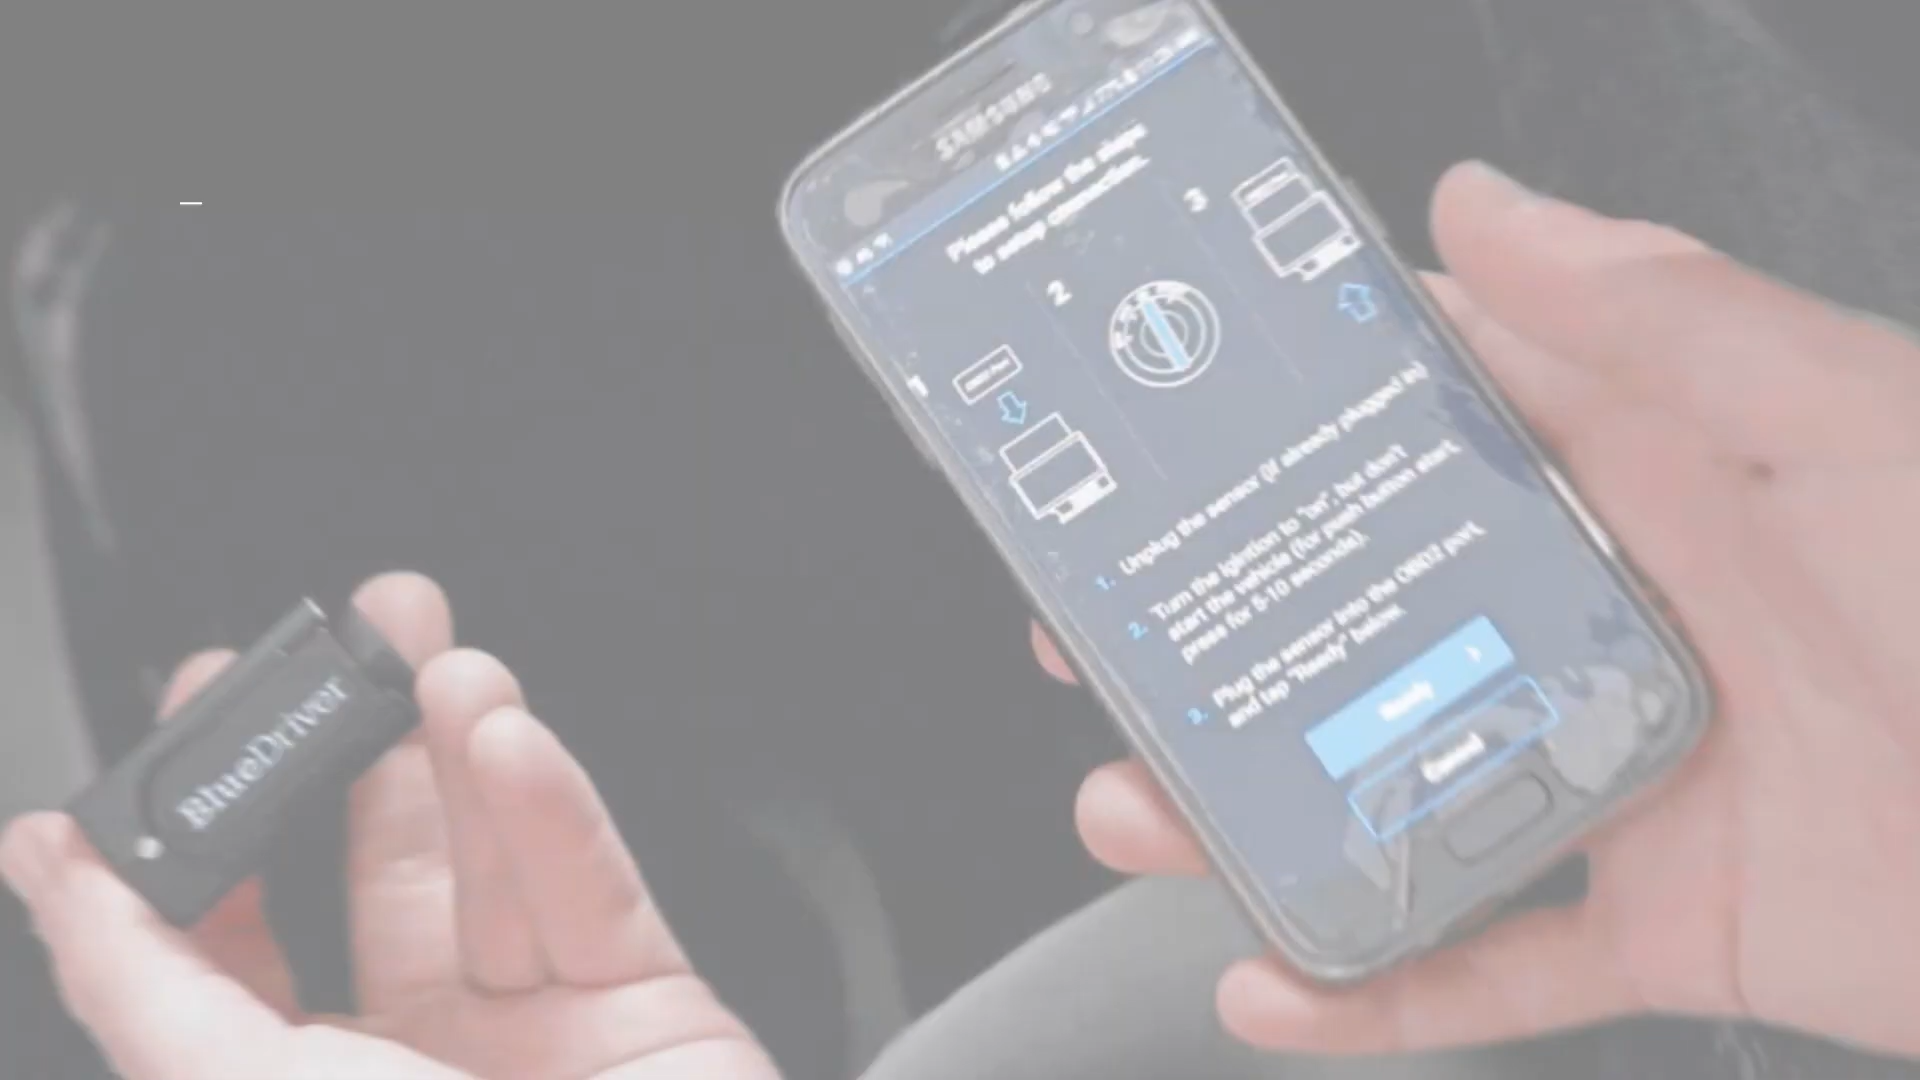 SAMSUNG
Please follow the steps
to setup connection.
1
2
3
1. Unplug the sensor (if already plugged in)
2. Turn the ignition to "on", but don't
start the vehicle (for push button start,
press for 5-10 seconds).
3. Plug the sensor into the OBD2 port,
and tap "Ready" below.
Ready
Cancel
BlueDriver